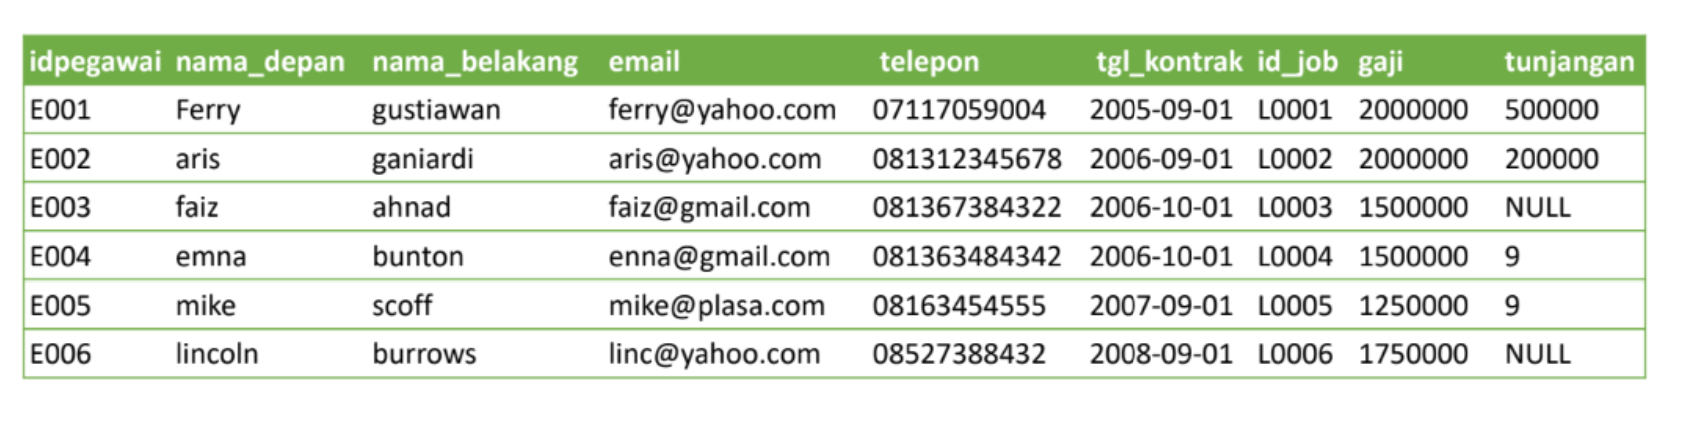 idpegawai nama_depan nama_belakang email telepon tgl_kontrak id_job gaji tunjangan
E001 Ferry gustiawan ferry@yahoo.com 07117059004 2005-09-01 L0001 2000000 500000
E002 aris ganiardi aris@yahoo.com 081312345678 2006-09-01 L0002 2000000 200000
E003 faiz ahnad faiz@gmail.com 081367384322 2006-10-01 L0003 1500000 NULL
E004 emna bunton enna@gmail.com 081363484342 2006-10-01 L0004 1500000 9
E005 mike scoff mike@plasa.com 08163454555 2007-09-01 L0005 1250000 9
E006 lincoln burrows linc@yahoo.com 08527388432 2008-09-01 L0006 1750000 NULL